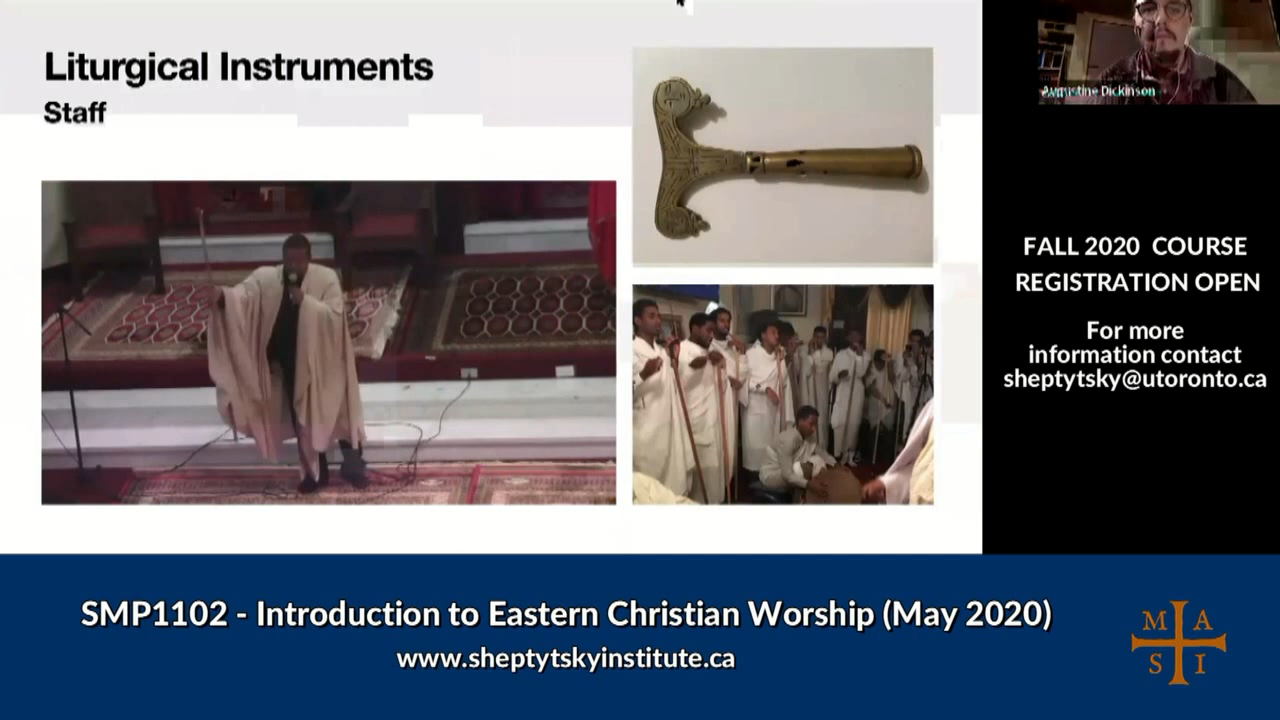 Liturgical Instruments
Staff
Augustine Dickinson
FALL 2020 COURSE
REGISTRATION OPEN
For more
information contact
sheptytsky@utoronto.ca
SMP1102 - Introduction to Eastern Christian Worship (May 2020)
www.sheptytskyinstitute.ca
M A
S I